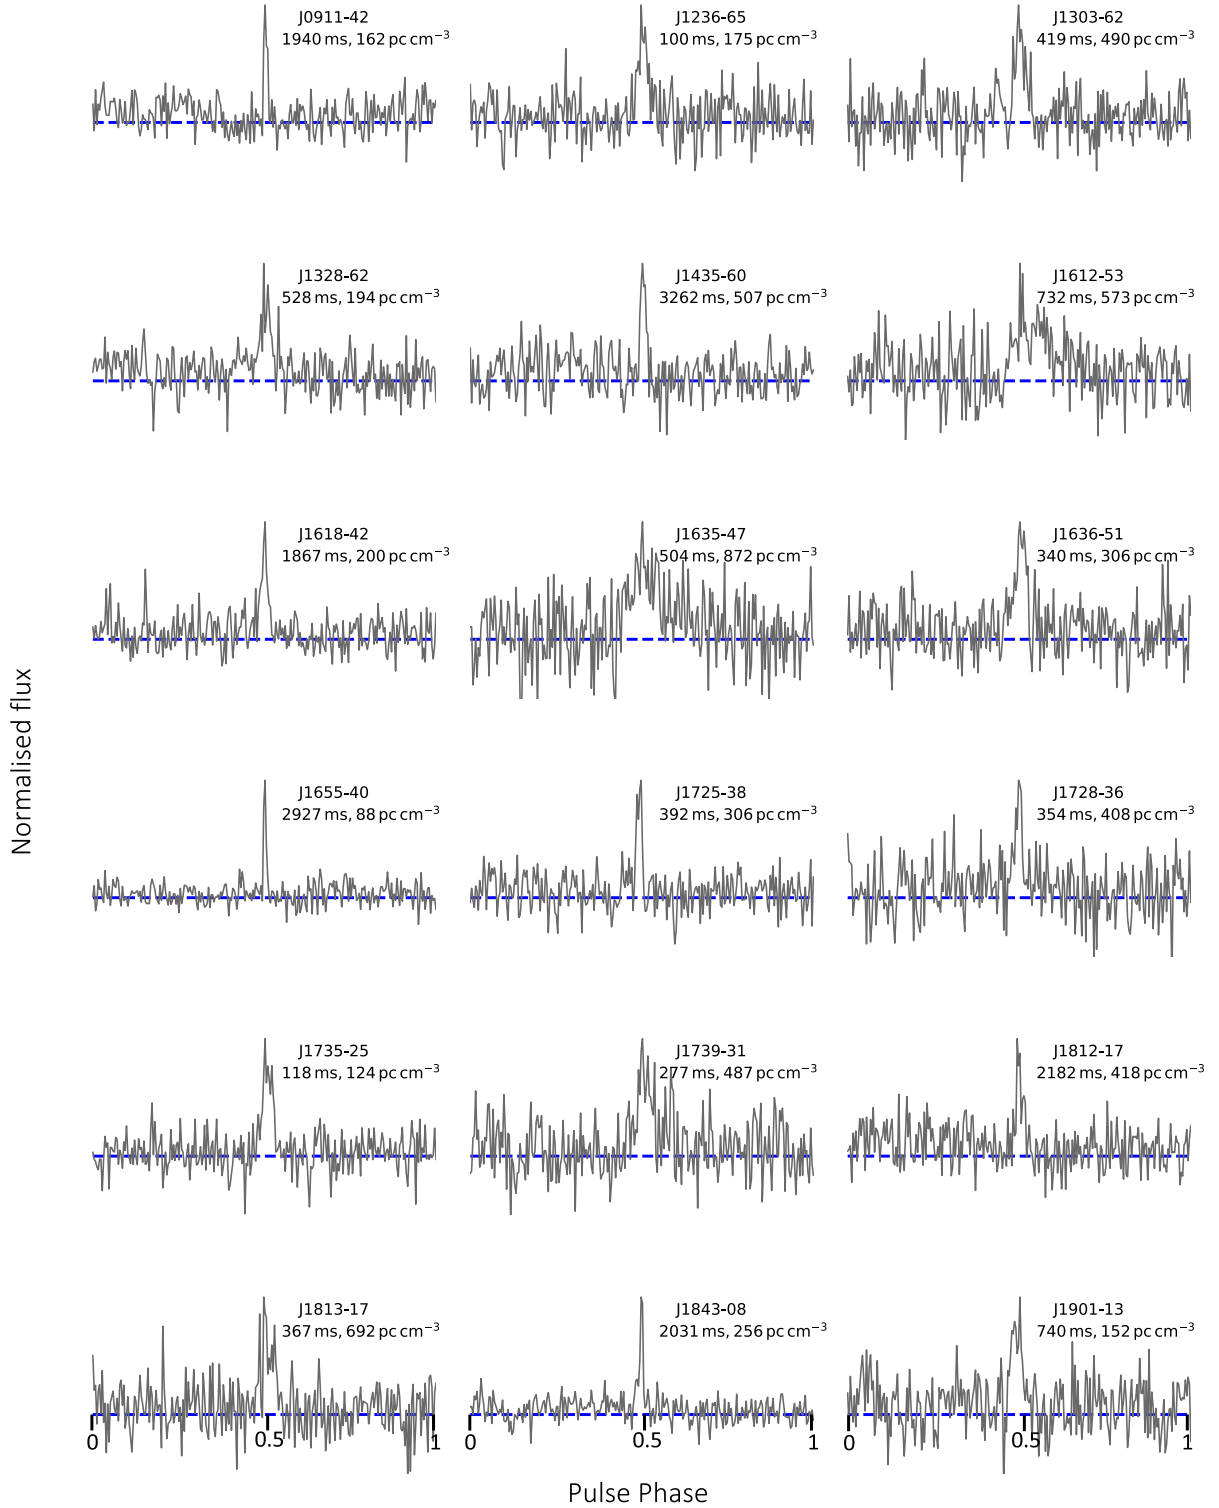 J0911-42
1940 ms, 162 pc cm⁻³
J1236-65
100 ms, 175 pc cm⁻³
J1303-62
419 ms, 490 pc cm⁻³
J1328-62
528 ms, 194 pc cm⁻³
J1435-60
3262 ms, 507 pc cm⁻³
J1612-53
732 ms, 573 pc cm⁻³
J1618-42
1867 ms, 200 pc cm⁻³
J1635-47
504 ms, 872 pc cm⁻³
J1636-51
340 ms, 306 pc cm⁻³
Normalised flux
J1655-40
2927 ms, 88 pc cm⁻³
J1725-38
392 ms, 306 pc cm⁻³
J1728-36
354 ms, 408 pc cm⁻³
J1735-25
118 ms, 124 pc cm⁻³
J1739-31
277 ms, 487 pc cm⁻³
J1812-17
2182 ms, 418 pc cm⁻³
J1813-17
367 ms, 692 pc cm⁻³
J1843-08
2031 ms, 256 pc cm⁻³
J1901-13
740 ms, 152 pc cm⁻³
0 0.5 1 0 0.5 1 0 0.5 1
Pulse Phase